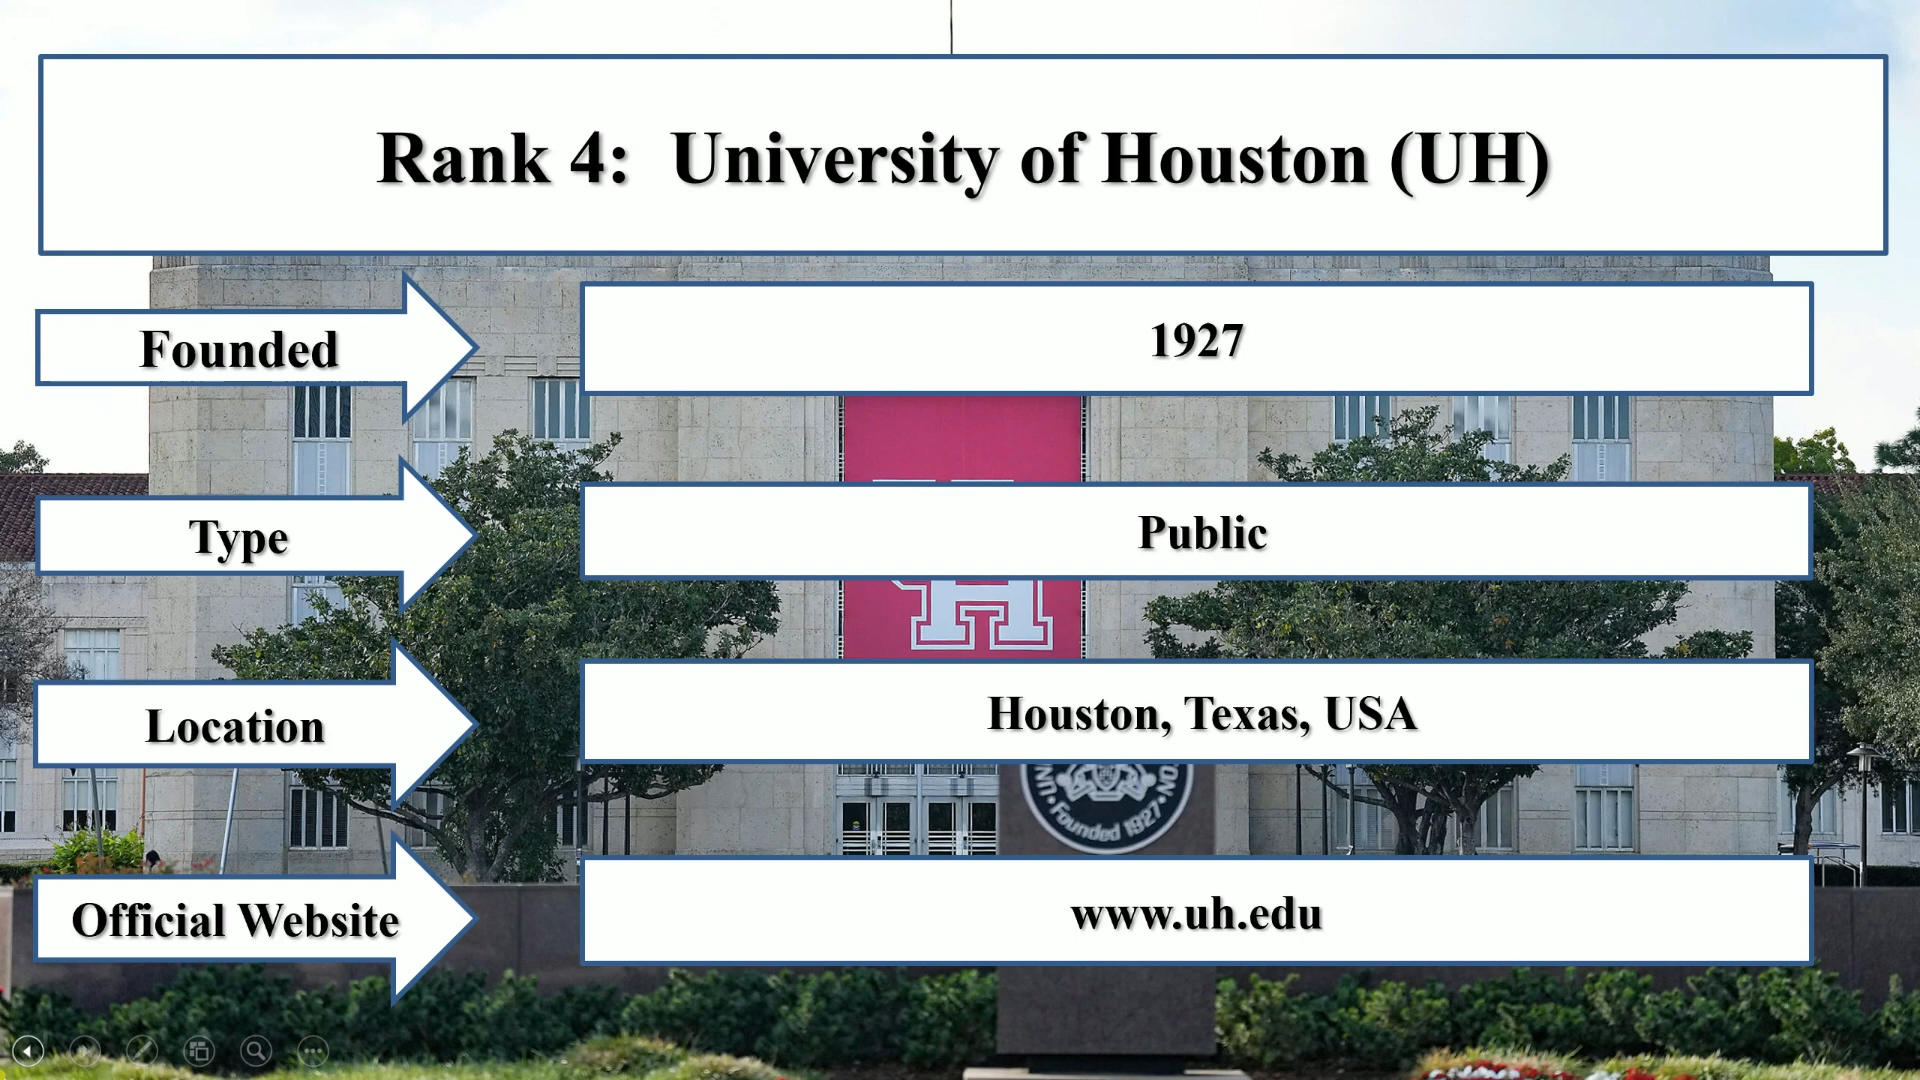 Rank 4:  University of Houston (UH)
Founded
1927
Type
Public
Location
Houston, Texas, USA
Founded 1927
Official Website
www.uh.edu